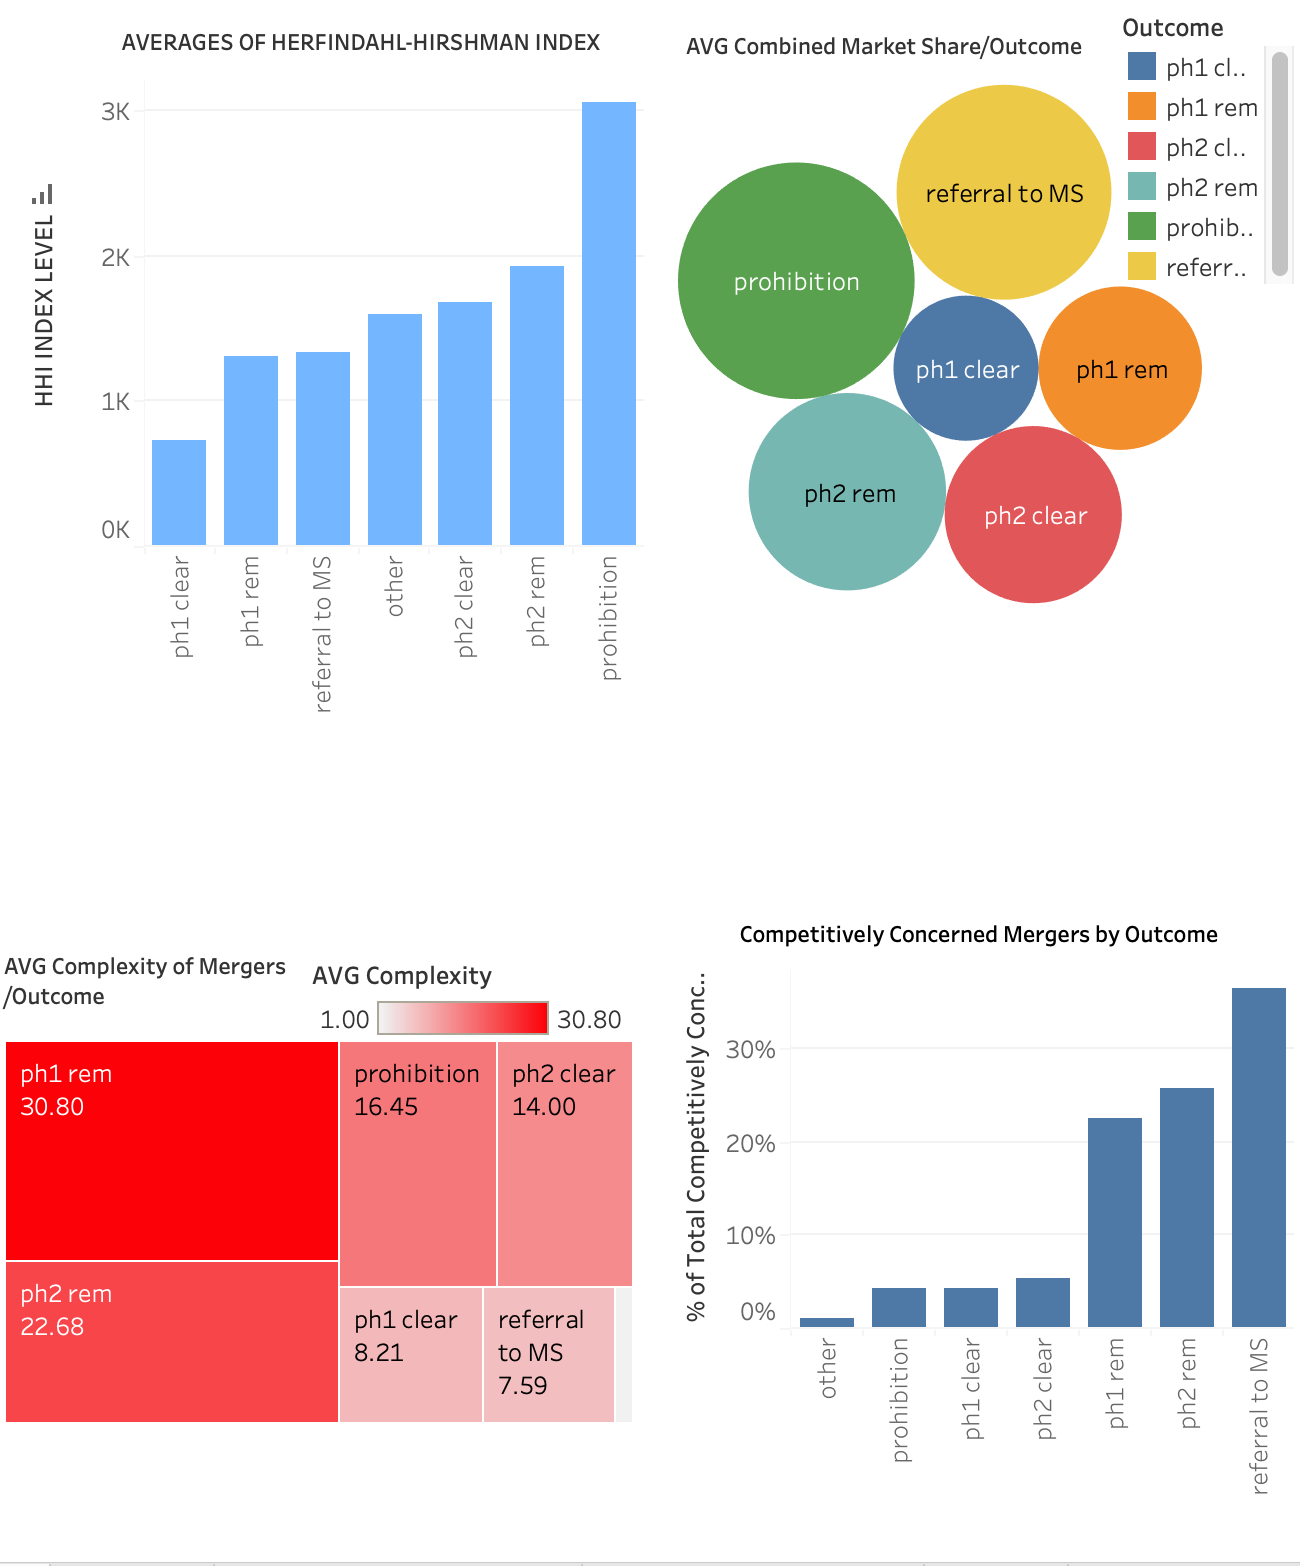 AVERAGES OF HERFINDAHL-HIRSHMAN INDEX
HHI INDEX LEVEL
3K
2K
1K
0K
ph1 clear
ph1 rem
referral to MS
other
ph2 clear
ph2 rem
prohibition
AVG Combined Market Share/Outcome
referral to MS
prohibition
ph1 clear
ph1 rem
ph2 rem
ph2 clear
Outcome
ph1 cl..
ph1 rem
ph2 cl..
ph2 rem
prohib..
referr..
AVG Complexity of Mergers
/Outcome
AVG Complexity
1.00
30.80
ph1 rem
30.80
ph2 rem
22.68
prohibition
16.45
ph2 clear
14.00
ph1 clear
8.21
referral
to MS
7.59
Competitively Concerned Mergers by Outcome
% of Total Competitively Conc..
30%
20%
10%
0%
other
prohibition
ph1 clear
ph2 clear
ph1 rem
ph2 rem
referral to MS